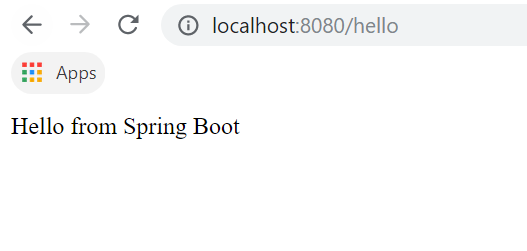 localhost:8080/hello
Apps
Hello from Spring Boot